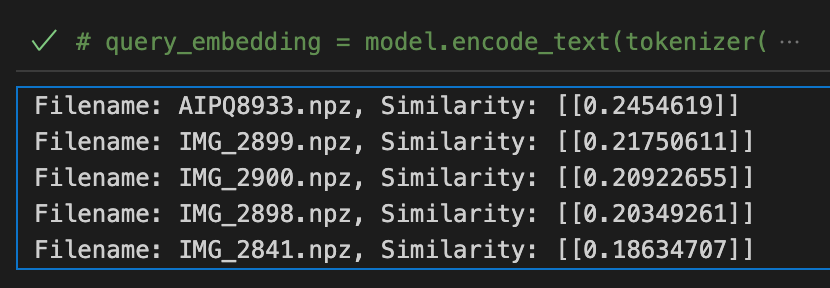 # query_embedding = model.encode_text(tokenizer( ···
Filename: AIPQ8933.npz, Similarity: [[0.2454619]]
Filename: IMG_2899.npz, Similarity: [[0.21750611]]
Filename: IMG_2900.npz, Similarity: [[0.20922655]]
Filename: IMG_2898.npz, Similarity: [[0.20349261]]
Filename: IMG_2841.npz, Similarity: [[0.18634707]]